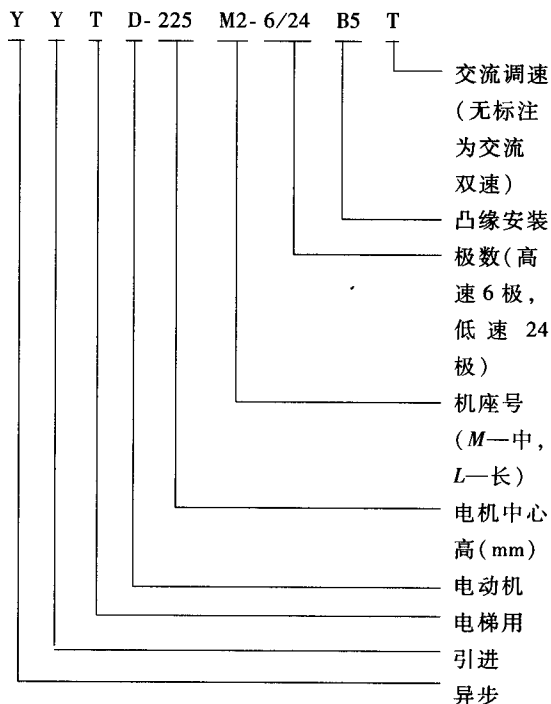 Y Y T D-225 M2-6/24 B5 T
交流调速
(无标注
为交流
双速)
凸缘安装
极数(高
速6极,
低速24
极)
机座号
(M—中,
L—长)
电机中心
高(mm)
电动机
电梯用
引进
异步